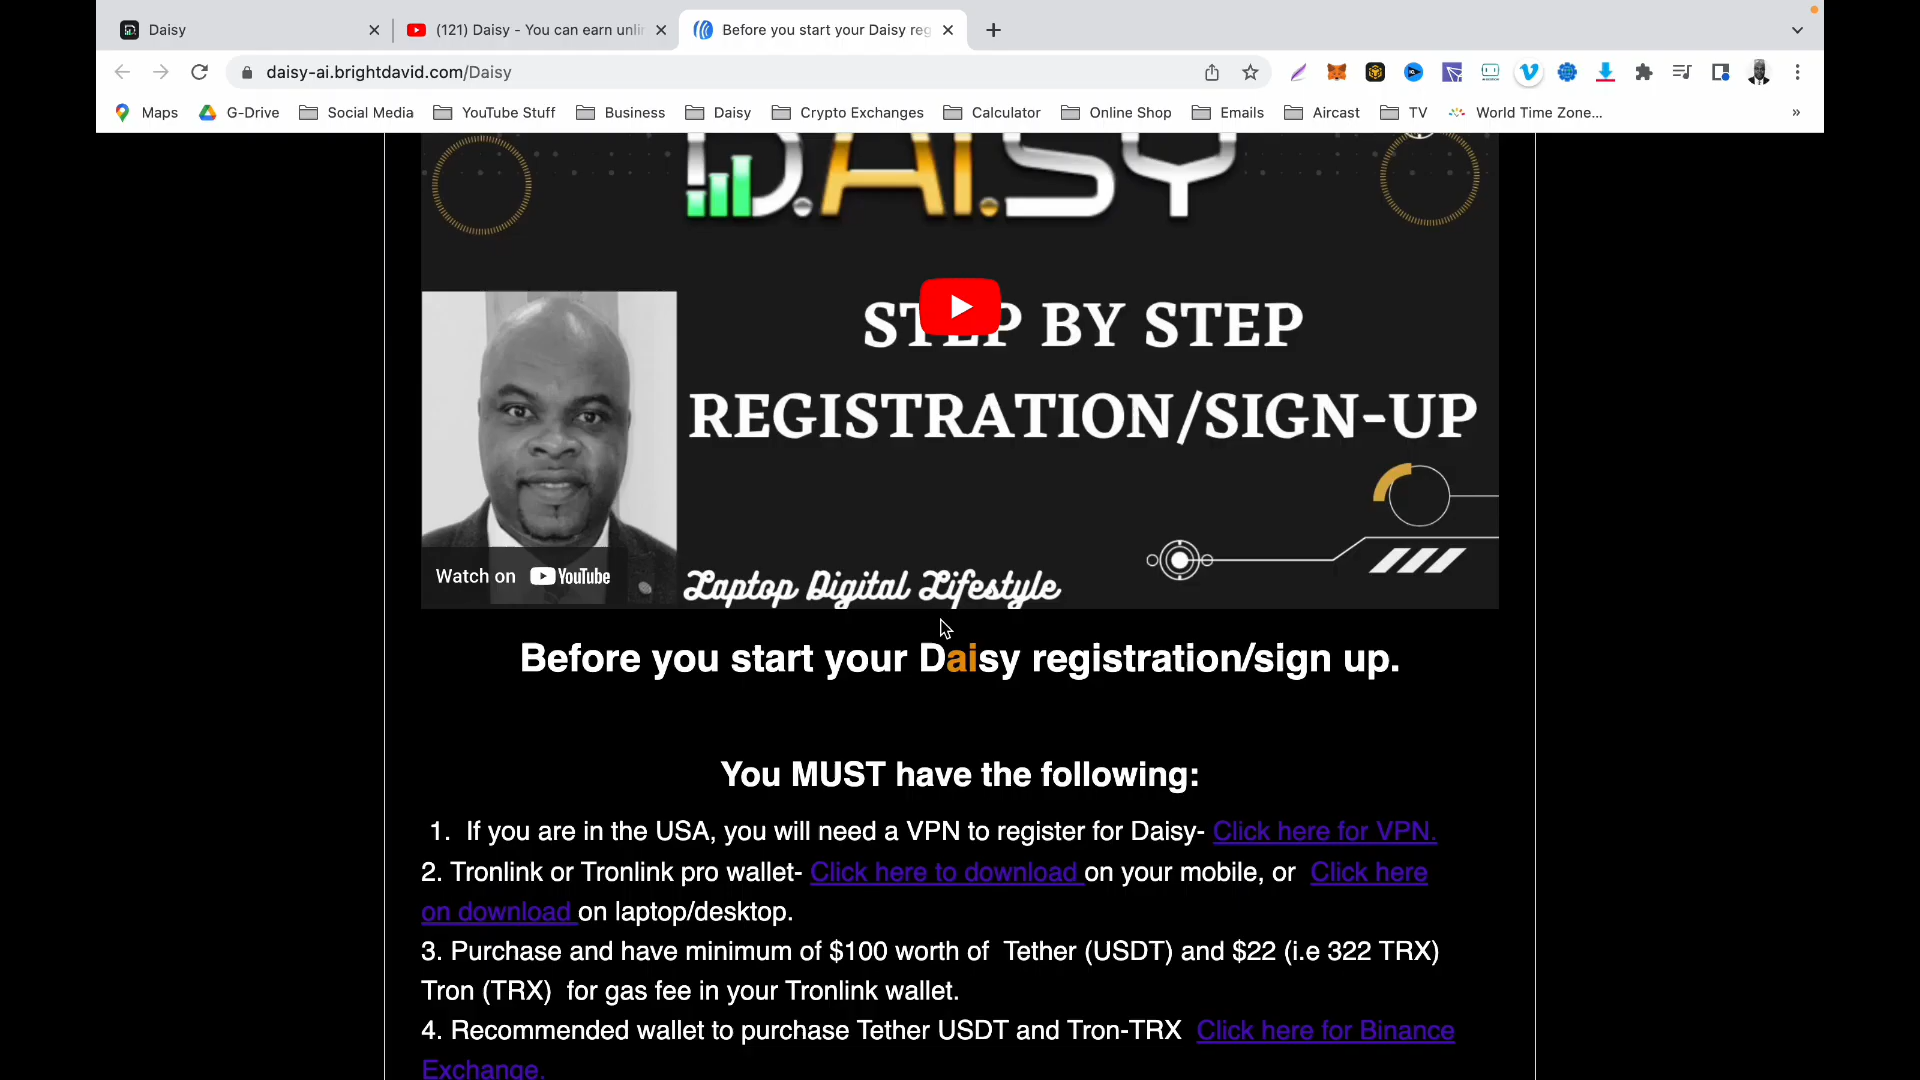 Daisy
(121) Daisy - You can earn unli
Before you start your Daisy reg
daisy-ai.brightdavid.com/Daisy
Maps
G-Drive
Social Media
YouTube Stuff
Business
Daisy
Crypto Exchanges
Calculator
Online Shop
Emails
Aircast
TV
World Time Zone...
»
D.AI.SY
STEP BY STEP
REGISTRATION/SIGN-UP
Watch on YouTube
Laptop Digital Lifestyle
Before you start your Daisy registration/sign up.
You MUST have the following:
1. If you are in the USA, you will need a VPN to register for Daisy- Click here for VPN.
2. Tronlink or Tronlink pro wallet- Click here to download on your mobile, or Click here
on download on laptop/desktop.
3. Purchase and have minimum of $100 worth of Tether (USDT) and $22 (i.e 322 TRX)
Tron (TRX) for gas fee in your Tronlink wallet.
4. Recommended wallet to purchase Tether USDT and Tron-TRX Click here for Binance
Exchange.